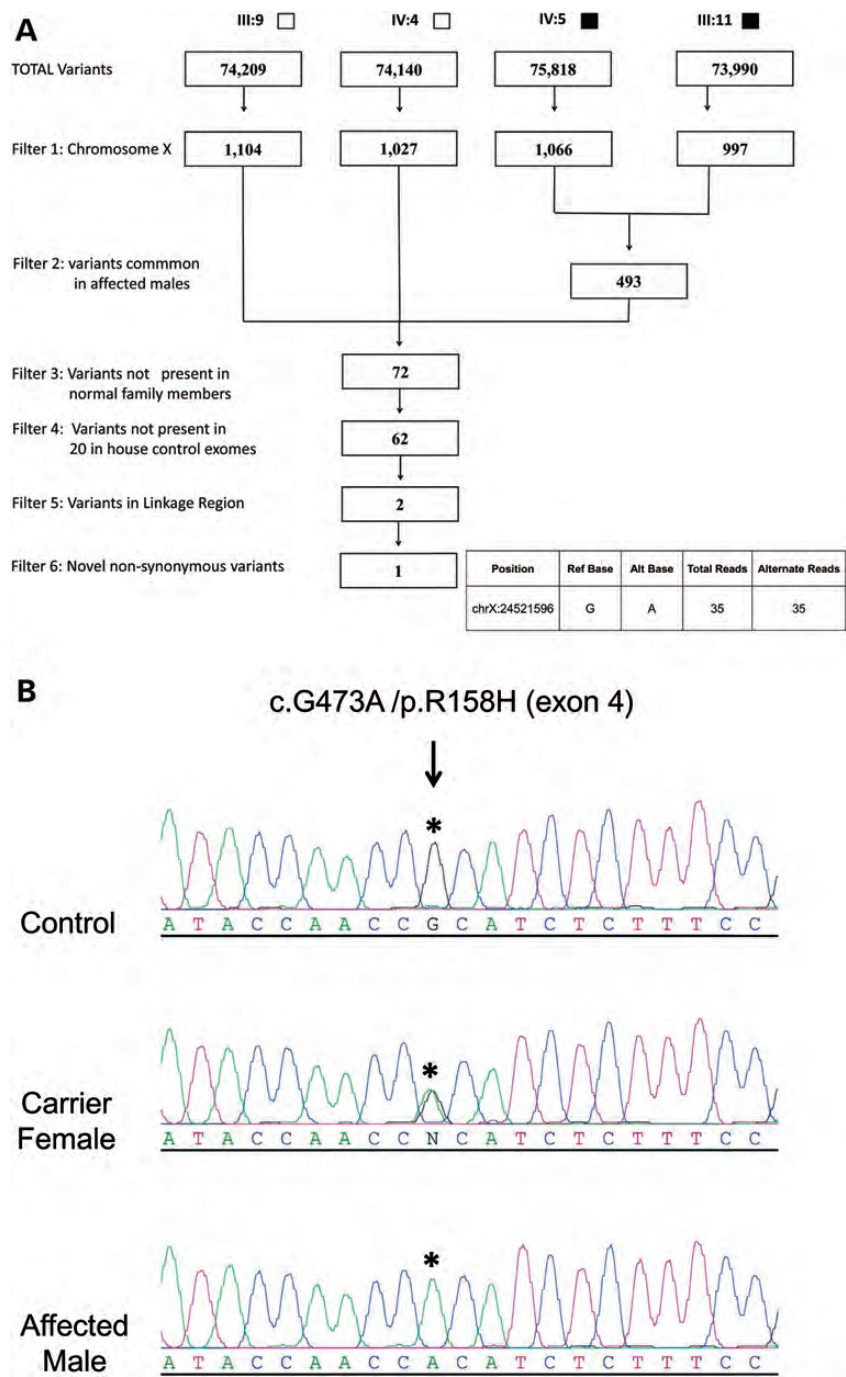 A
III:9 IV:4 IV:5 III:11
TOTAL Variants 74,209 74,140 75,818 73,990
Filter 1: Chromosome X 1,104 1,027 1,066 997
Filter 2: variants commmon
in affected males
493
Filter 3: Variants not present in
normal family members
72
Filter 4: Variants not present in
20 in house control exomes
62
Filter 5: Variants in Linkage Region 2
Filter 6: Novel non-synonymous variants 1
Position Ref Base Alt Base Total Reads Alternate Reads
chrX:24521596 G A 35 35
B
c.G473A /p.R158H (exon 4)
*
Control
A T A C C A A C C G C A T C T C T T T C C
*
Carrier
Female
A T A C C A A C C N C A T C T C T T T C C
*
Affected
Male
A T A C C A A C C A C A T C T C T T T C C